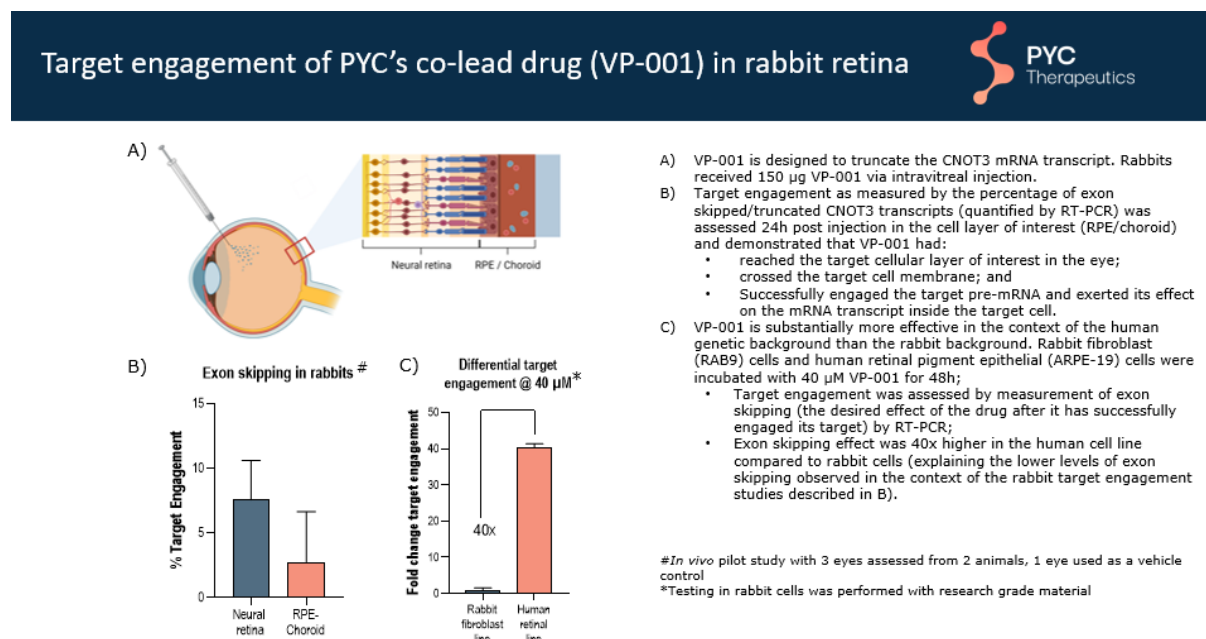 Target engagement of PYC's co-lead drug (VP-001) in rabbit retina
PYC
Therapeutics
A)
Neural retina
RPE / Choroid
B)
Exon skipping in rabbits #
% Target Engagement
15
10
5
0
Neural
retina
RPE-
Choroid
C)
Differential target
engagement @ 40 µM*
Fold change target engagement
50
40
30
20
10
0
40x
Rabbit
fibroblast
Human
retinal
A) VP-001 is designed to truncate the CNOT3 mRNA transcript. Rabbits
received 150 µg VP-001 via intravitreal injection.
B) Target engagement as measured by the percentage of exon
skipped/truncated CNOT3 transcripts (quantified by RT-PCR) was
assessed 24h post injection in the cell layer of interest (RPE/choroid)
and demonstrated that VP-001 had:
• reached the target cellular layer of interest in the eye;
• crossed the target cell membrane; and
• Successfully engaged the target pre-mRNA and exerted its effect
on the mRNA transcript inside the target cell.
C) VP-001 is substantially more effective in the context of the human
genetic background than the rabbit background. Rabbit fibroblast
(RAB9) cells and human retinal pigment epithelial (ARPE-19) cells were
incubated with 40 µM VP-001 for 48h;
• Target engagement was assessed by measurement of exon
skipping (the desired effect of the drug after it has successfully
engaged its target) by RT-PCR;
• Exon skipping effect was 40x higher in the human cell line
compared to rabbit cells (explaining the lower levels of exon
skipping observed in the context of the rabbit target engagement
studies described in B).
#In vivo pilot study with 3 eyes assessed from 2 animals, 1 eye used as a vehicle
control
*Testing in rabbit cells was performed with research grade material